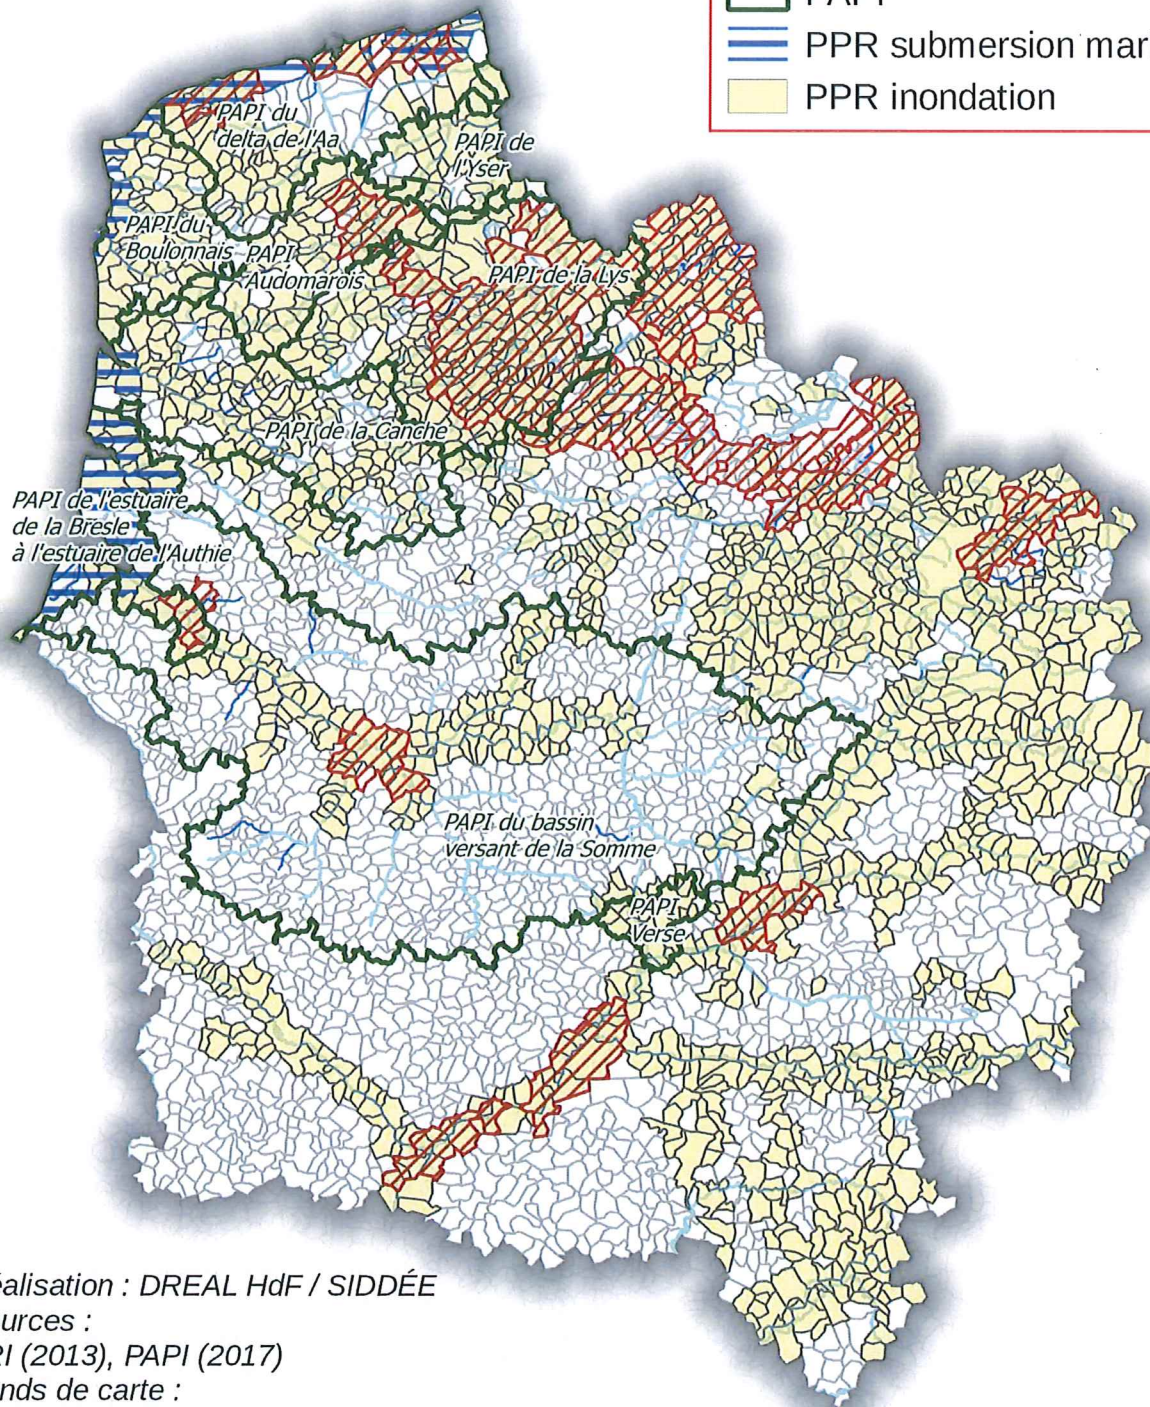 PPR submersion mar
PPR inondation
PAPI du
delta de l'Aa
PAPI de
l'Yser
PAPI du
Boulonnais
PAPI
Audomarois
PAPI de la Lys
PAPI de la Canche
PAPI de l'estuaire
de la Bresle
à l'estuaire de l'Authie
PAPI du bassin
versant de la Somme
PAPI
Verse
éalisation : DREAL HdF / SIDDÉE
urces :
RI (2013), PAPI (2017)
nds de carte :